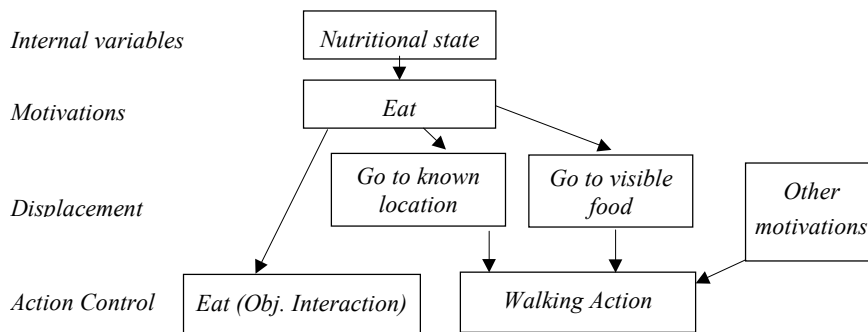 Internal variables
Nutritional state
Motivations
Eat
Go to known
location
Go to visible
food
Other
motivations
Displacement
Action Control
Eat (Obj. Interaction)
Walking Action